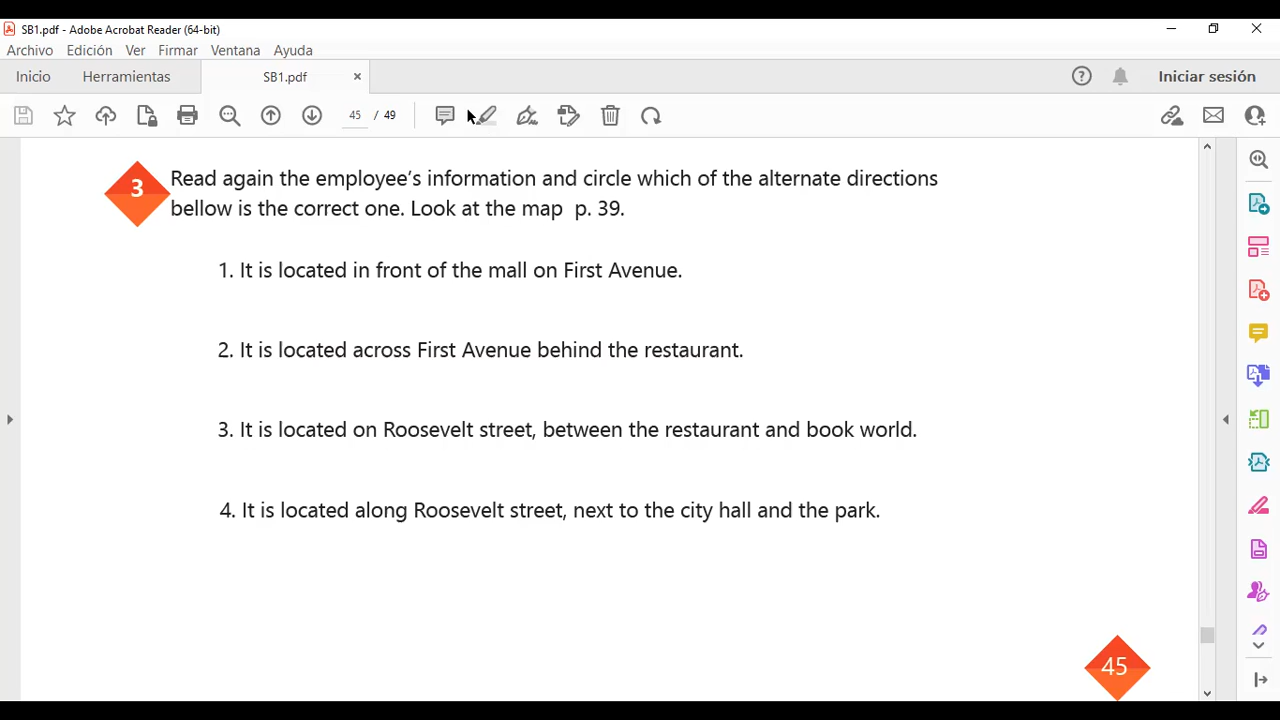 SB1.pdf - Adobe Acrobat Reader (64-bit)
Archivo Edición Ver Firmar Ventana Ayuda
Inicio Herramientas SB1.pdf × Iniciar sesión
45 / 49
3 Read again the employee’s information and circle which of the alternate directions
bellow is the correct one. Look at the map p. 39.
1. It is located in front of the mall on First Avenue.
2. It is located across First Avenue behind the restaurant.
3. It is located on Roosevelt street, between the restaurant and book world.
4. It is located along Roosevelt street, next to the city hall and the park.
45